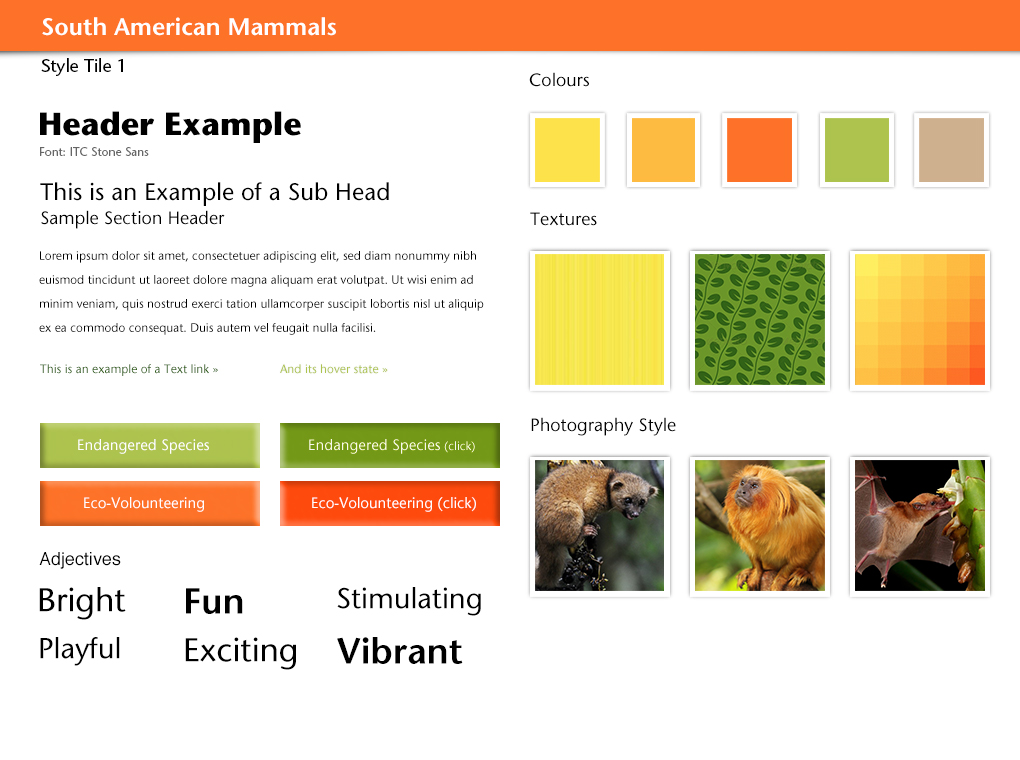 South American Mammals
Style Tile 1
Header Example
Font: ITC Stone Sans
This is an Example of a Sub Head
Sample Section Header
Lorem ipsum dolor sit amet, consectetuer adipiscing elit, sed diam nonummy nibh
euismod tincidunt ut laoreet dolore magna aliquam erat volutpat. Ut wisi enim ad
minim veniam, quis nostrud exerci tation ullamcorper suscipit lobortis nisl ut aliquip
ex ea commodo consequat. Duis autem vel feugait nulla facilisi.
This is an example of a Text link »
And its hover state »
Endangered Species
Endangered Species (click)
Eco-Volounteering
Eco-Volounteering (click)
Adjectives
Bright
Fun
Stimulating
Playful
Exciting
Vibrant
Colours
Textures
Photography Style